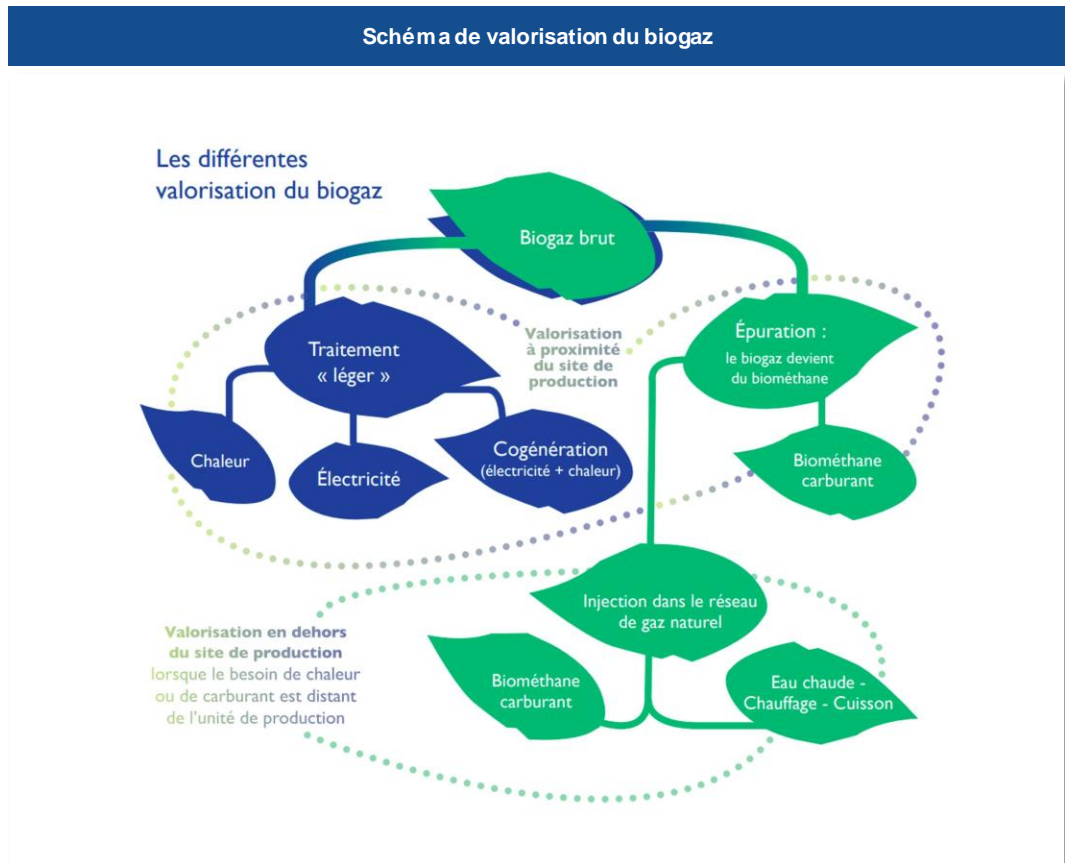 Schéma de valorisation du biogaz
Les différentes
valorisation du biogaz
Biogaz brut
Traitement
« léger »
Valorisation
à proximité
du site de
production
Épuration :
le biogaz devient
du biométhane
Chaleur
Électricité
Cogénération
(électricité + chaleur)
Biométhane
carburant
Injection dans le réseau
de gaz naturel
Valorisation en dehors
du site de production
lorsque le besoin de chaleur
ou de carburant est distant
de l'unité de production
Biométhane
carburant
Eau chaude -
Chauffage - Cuisson